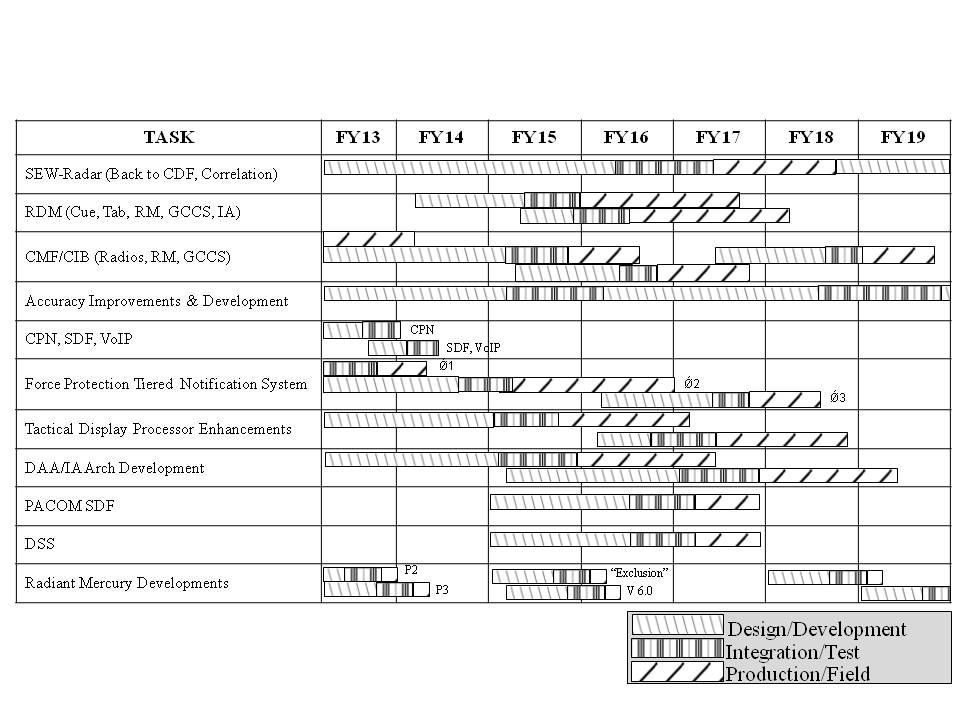 TASK FY13 FY14 FY15 FY16 FY17 FY18 FY19
SEW-Radar (Back to CDF, Correlation)
RDM (Cue, Tab, RM, GCCS, IA)
CMF/CIB (Radios, RM, GCCS)
Accuracy Improvements & Development
CPN, SDF, VoIP
CPN
SDF, VoIP
Force Protection Tiered Notification System
Ǿ1
Ǿ2
Ǿ3
Tactical Display Processor Enhancements
DAA/IA Arch Development
PACOM SDF
DSS
Radiant Mercury Developments
P2
P3
“Exclusion”
V 6.0
Design/Development
Integration/Test
Production/Field